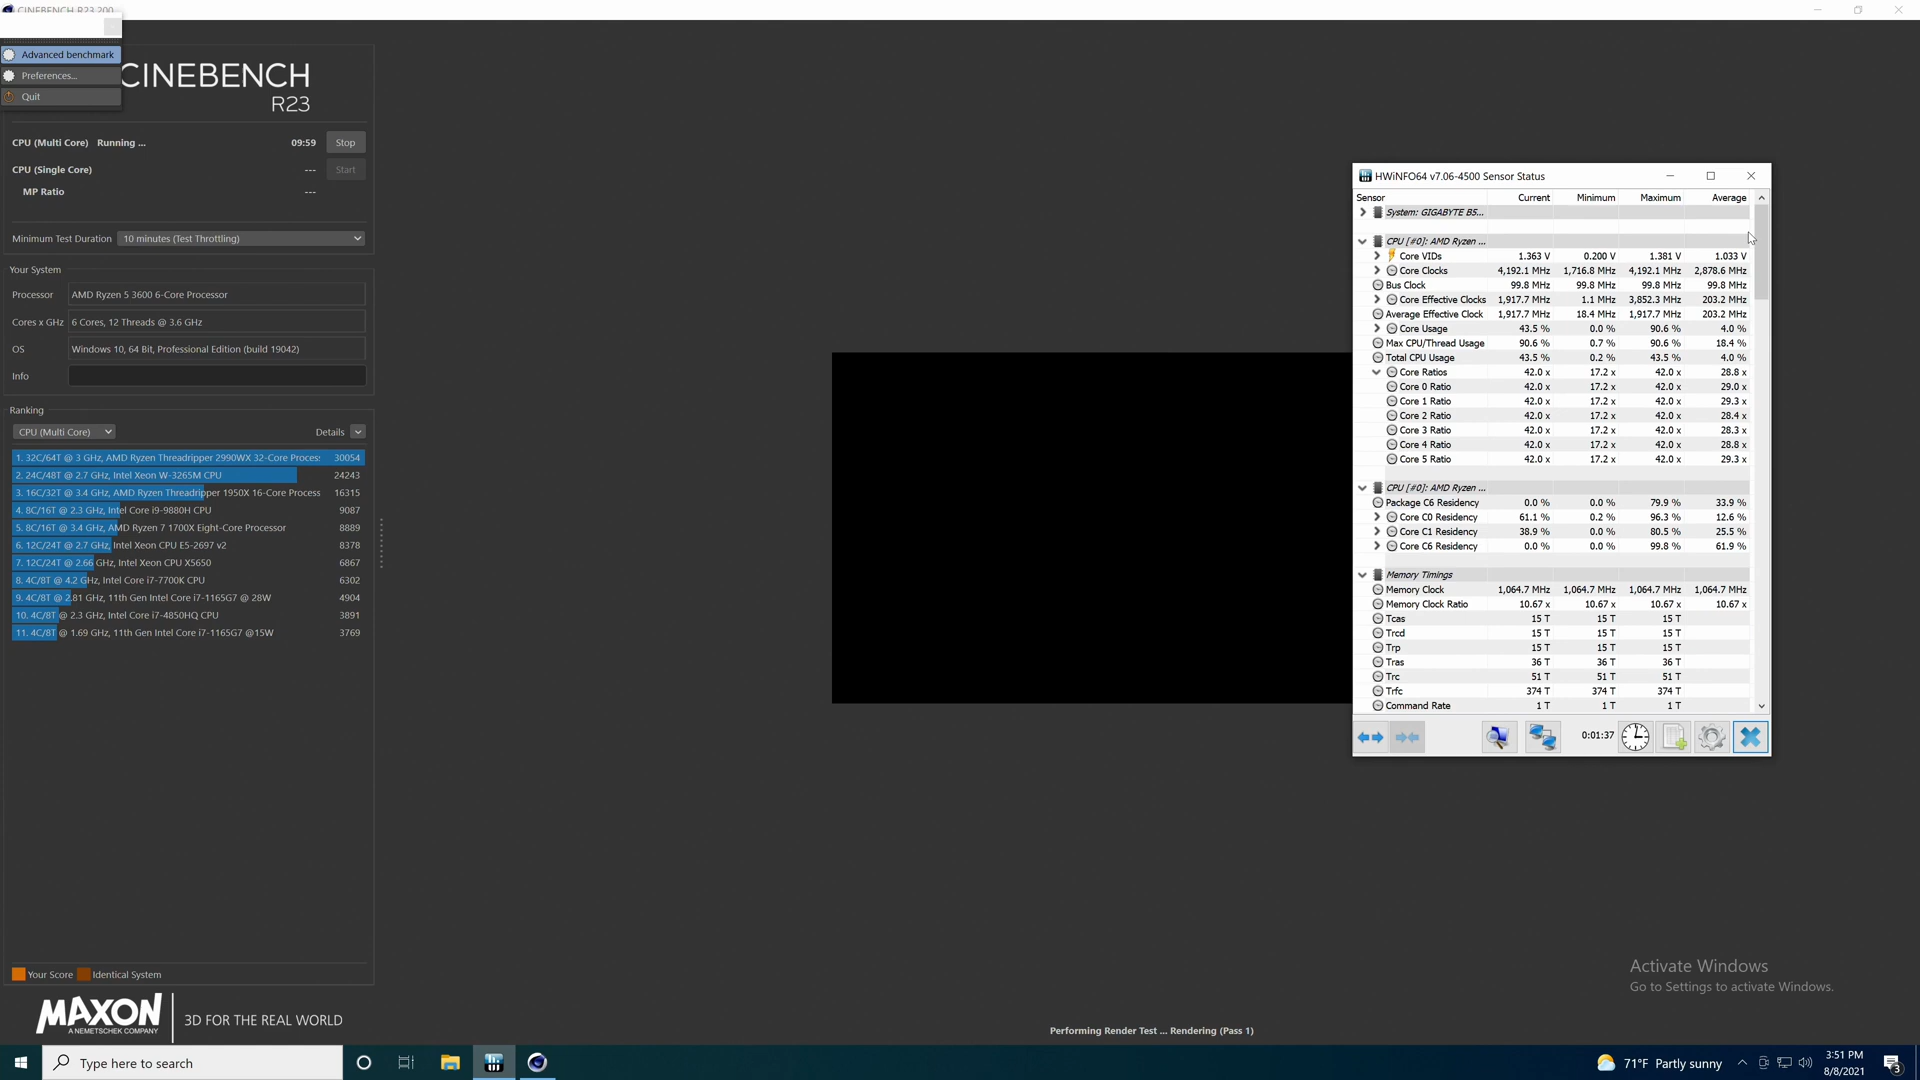 CINEBENCH R23.200
Advanced benchmark
Preferences...
Quit
CINEBENCH
R23
CPU (Multi Core) Running ... 09:59 Stop
CPU (Single Core) --- Start
MP Ratio ---
Minimum Test Duration 10 minutes (Test Throttling)
Your System
Processor AMD Ryzen 5 3600 6-Core Processor
Cores x GHz 6 Cores, 12 Threads @ 3.6 GHz
OS Windows 10, 64 Bit, Professional Edition (build 19042)
Info
Ranking
CPU (Multi Core) Details
1. 32C/64T @ 3 GHz, AMD Ryzen Threadripper 2990WX 32-Core Process 30054
2. 24C/48T @ 2.7 GHz, Intel Xeon W-3265M CPU 24243
3. 16C/32T @ 3.4 GHz, AMD Ryzen Threadripper 1950X 16-Core Process 16315
4. 8C/16T @ 2.3 GHz, Intel Core i9-9880H CPU 9087
5. 8C/16T @ 3.4 GHz, AMD Ryzen 7 1700X Eight-Core Processor 8889
6. 12C/24T @ 2.7 GHz, Intel Xeon CPU E5-2697 v2 8378
7. 12C/24T @ 2.66 GHz, Intel Xeon CPU X5650 6867
8. 4C/8T @ 4.2 GHz, Intel Core i7-7700K CPU 6302
9. 4C/8T @ 2.81 GHz, 11th Gen Intel Core i7-1165G7 @ 28W 4904
10. 4C/8T @ 2.3 GHz, Intel Core i7-4850HQ CPU 3891
11. 4C/8T @ 1.69 GHz, 11th Gen Intel Core i7-1165G7 @15W 3769
Your Score Identical System
MAXON
A NEMETSCHEK COMPANY
3D FOR THE REAL WORLD
Performing Render Test ... Rendering (Pass 1)
HWiNFO64 v7.06-4500 Sensor Status
Sensor Current Minimum Maximum Average
System: GIGABYTE B5...
CPU [#0]: AMD Ryzen ...
Core VIDs 1.363 V 0.200 V 1.381 V 1.033 V
Core Clocks 4,192.1 MHz 1,716.8 MHz 4,192.1 MHz 2,878.6 MHz
Bus Clock 99.8 MHz 99.8 MHz 99.8 MHz 99.8 MHz
Core Effective Clocks 1,917.7 MHz 1.1 MHz 3,852.3 MHz 203.2 MHz
Average Effective Clock 1,917.7 MHz 18.4 MHz 1,917.7 MHz 203.2 MHz
Core Usage 43.5 % 0.0 % 90.6 % 4.0 %
Max CPU/Thread Usage 90.6 % 0.7 % 90.6 % 18.4 %
Total CPU Usage 43.5 % 0.2 % 43.5 % 4.0 %
Core Ratios 42.0 x 17.2 x 42.0 x 28.8 x
Core 0 Ratio 42.0 x 17.2 x 42.0 x 29.0 x
Core 1 Ratio 42.0 x 17.2 x 42.0 x 29.3 x
Core 2 Ratio 42.0 x 17.2 x 42.0 x 28.4 x
Core 3 Ratio 42.0 x 17.2 x 42.0 x 28.3 x
Core 4 Ratio 42.0 x 17.2 x 42.0 x 28.8 x
Core 5 Ratio 42.0 x 17.2 x 42.0 x 29.3 x
CPU [#0]: AMD Ryzen ...
Package C6 Residency 0.0 % 0.0 % 79.9 % 33.9 %
Core C0 Residency 61.1 % 0.2 % 96.3 % 12.6 %
Core C1 Residency 38.9 % 0.0 % 80.5 % 25.5 %
Core C6 Residency 0.0 % 0.0 % 99.8 % 61.9 %
Memory Timings
Memory Clock 1,064.7 MHz 1,064.7 MHz 1,064.7 MHz 1,064.7 MHz
Memory Clock Ratio 10.67 x 10.67 x 10.67 x 10.67 x
Tcas 15 T 15 T 15 T
Trcd 15 T 15 T 15 T
Trp 15 T 15 T 15 T
Tras 36 T 36 T 36 T
Trc 51 T 51 T 51 T
Trfc 374 T 374 T 374 T
Command Rate 1 T 1 T 1 T
0:01:37
Activate Windows
Go to Settings to activate Windows.
Type here to search
71°F Partly sunny
3:51 PM
8/8/2021
3